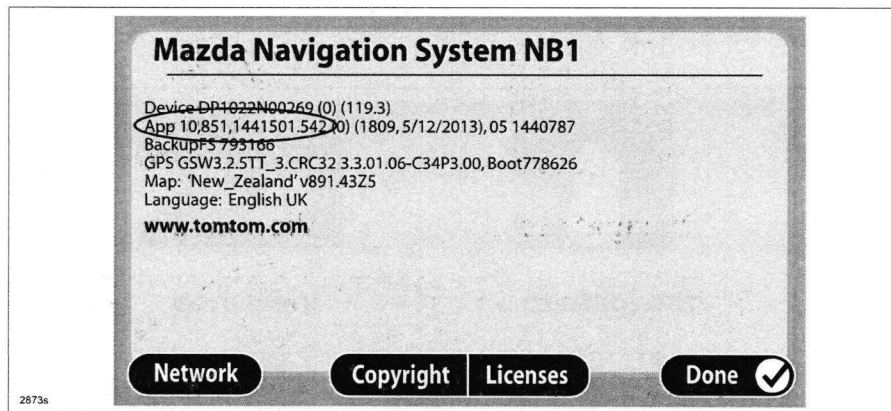 Mazda Navigation System NB1
Device DP1022N00269 (0) (119.3)
App 10,851,1441501.542 (0) (1809, 5/12/2013), 05 1440787
BackupFS 793166
GPS GSW3.2.5TT_3.CRC32 3.3.01.06-C34P3.00, Boot778626
Map: 'New_Zealand' v891.43Z5
Language: English UK
www.tomtom.com
Network Copyright Licenses Done
2873s